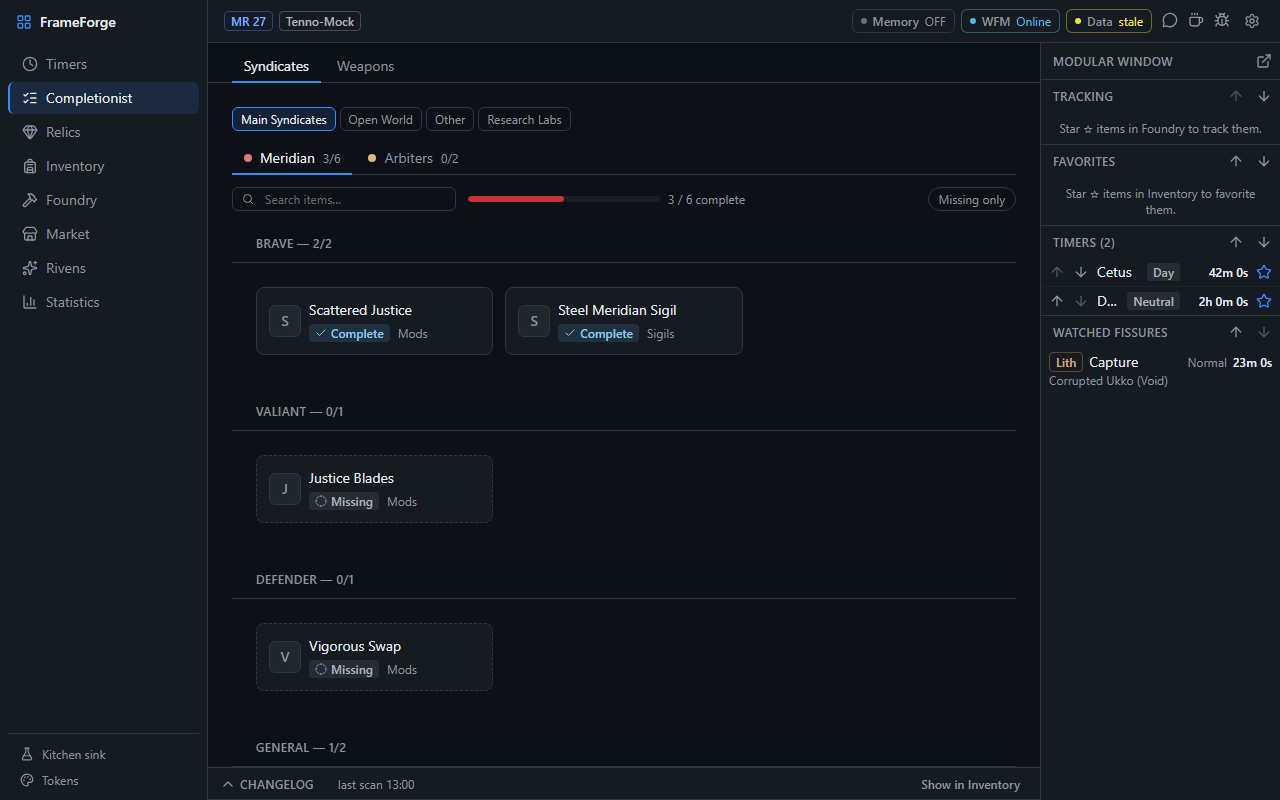 FrameForge
MR 27
Tenno-Mock
Memory OFF
WFM Online
Data stale
Timers
Completionist
Relics
Inventory
Foundry
Market
Rivens
Statistics
Kitchen sink
Tokens
Syndicates
Weapons
Main Syndicates
Open World
Other
Research Labs
Meridian 3/6
Arbiters 0/2
Search items...
3 / 6 complete
Missing only
BRAVE — 2/2
S
Scattered Justice
Complete Mods
S
Steel Meridian Sigil
Complete Sigils
VALIANT — 0/1
J
Justice Blades
Missing Mods
DEFENDER — 0/1
V
Vigorous Swap
Missing Mods
GENERAL — 1/2
CHANGELOG
last scan 13:00
Show in Inventory
MODULAR WINDOW
TRACKING
Star ☆ items in Foundry to track them.
FAVORITES
Star ☆ items in Inventory to favorite
them.
TIMERS (2)
Cetus Day 42m 0s
D... Neutral 2h 0m 0s
WATCHED FISSURES
Lith Capture Normal 23m 0s
Corrupted Ukko (Void)